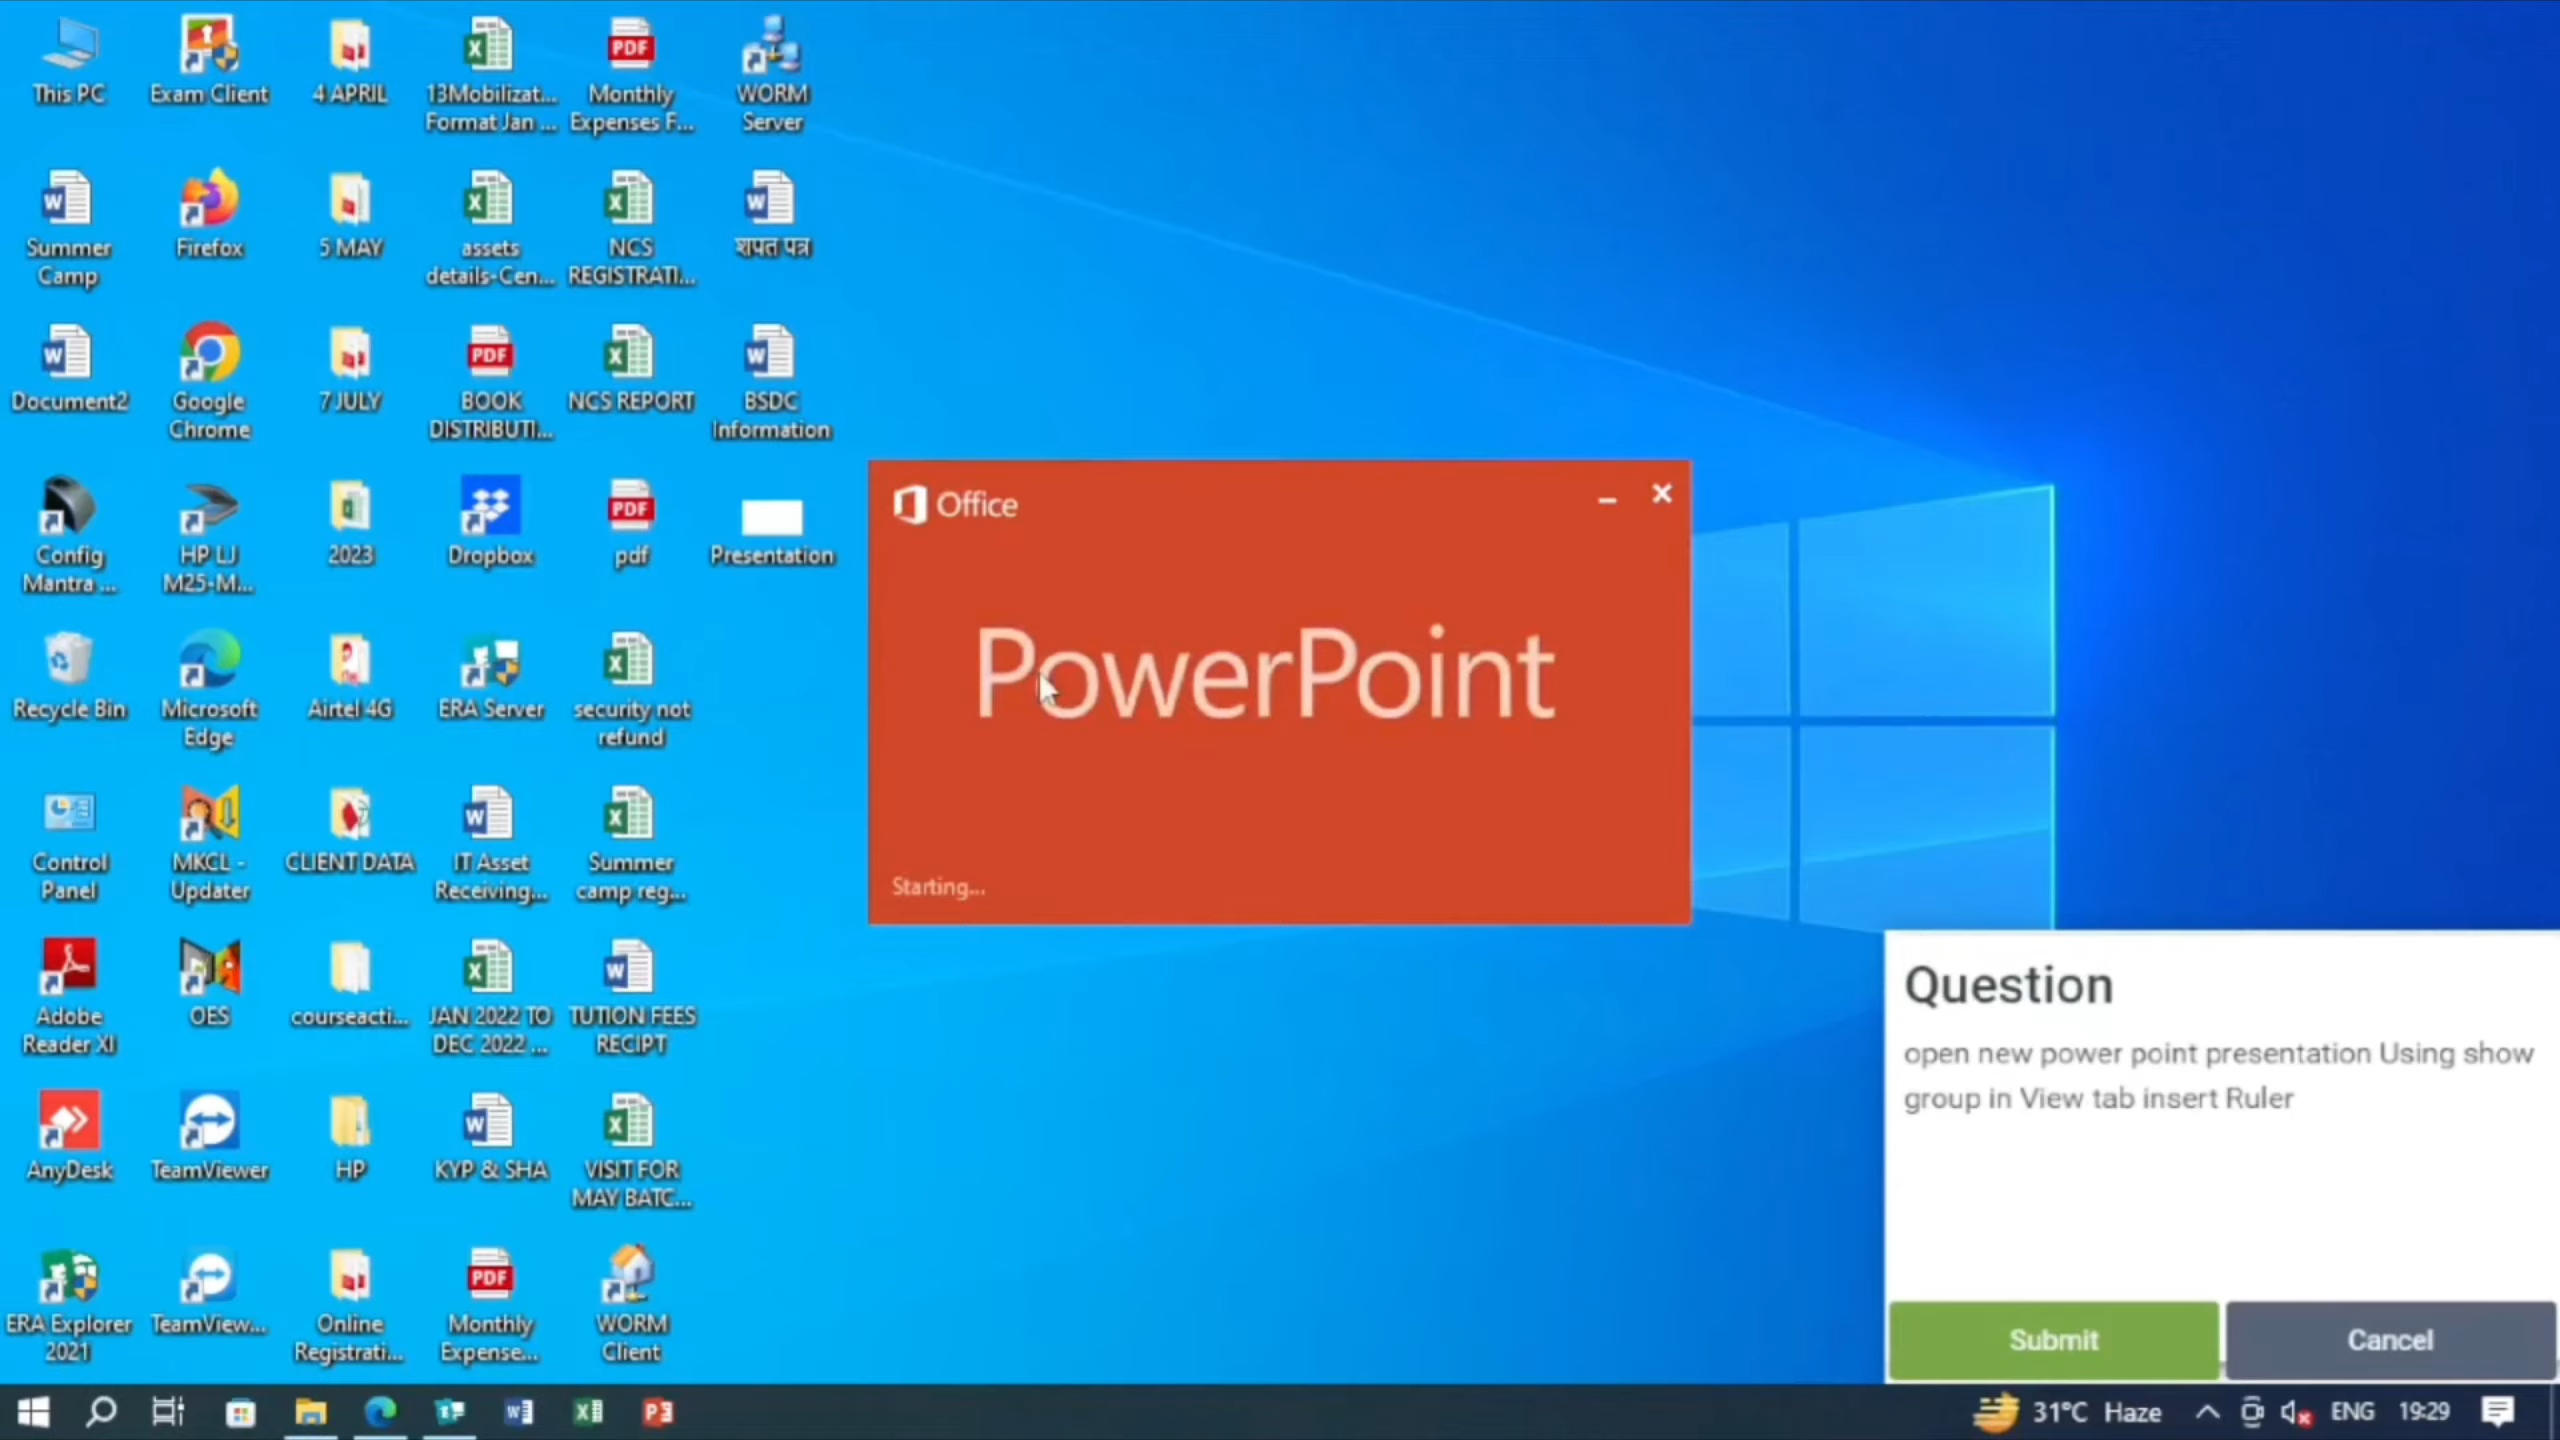 This PC
Exam Client
4 APRIL
13Mobilizat...
Format Jan ...
Monthly
Expenses F...
WORM
Server
Summer
Camp
Firefox
5 MAY
assets
details-Cen...
NCS
REGISTRATI...
शपत पत्र
Document2
Google
Chrome
7 JULY
BOOK
DISTRIBUTI...
NCS REPORT
BSDC
Information
Config
Mantra ...
HP LJ
M25-M...
2023
Dropbox
pdf
Presentation
Recycle Bin
Microsoft
Edge
Airtel 4G
ERA Server
security not
refund
Control
Panel
MKCL -
Updater
CLIENT DATA
IT Asset
Receiving...
Summer
camp reg...
Adobe
Reader XI
OES
courseacti...
JAN 2022 TO
DEC 2022 ...
TUTION FEES
RECIPT
AnyDesk
TeamViewer
HP
KYP & SHA
VISIT FOR
MAY BATC...
ERA Explorer
2021
TeamView...
Online
Registrati...
Monthly
Expense...
WORM
Client
PDF
PDF
PDF
PDF
Office
PowerPoint
Starting...
Question
open new power point presentation Using show
group in View tab insert Ruler
Submit
Cancel
31°C Haze
ENG
19:29